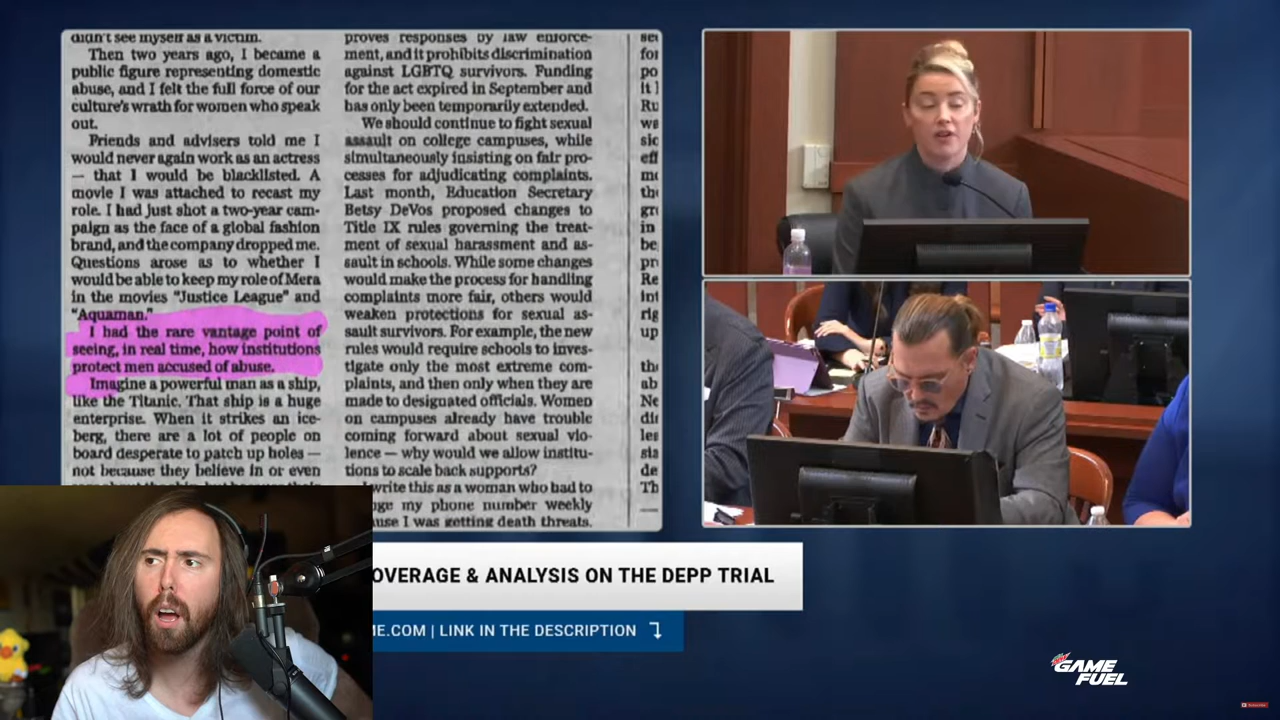 didn't see myself as a victim.
Then two years ago, I became a
public figure representing domestic
abuse, and I felt the full force of our
culture's wrath for women who speak
out.
Friends and advisers told me I
would never again work as an actress
— that I would be blacklisted. A
movie I was attached to recast my
role. I had just shot a two-year cam-
paign as the face of a global fashion
brand, and the company dropped me.
Questions arose as to whether I
would be able to keep my role of Mera
in the movies "Justice League" and
"Aquaman."
I had the rare vantage point of
seeing, in real time, how institutions
protect men accused of abuse.
Imagine a powerful man as a ship,
like the Titanic. That ship is a huge
enterprise. When it strikes an ice-
berg, there are a lot of people on
board desperate to patch up holes —
not because they believe in or even
proves responses by law enforce-
ment, and it prohibits discrimination
against LGBTQ survivors. Funding
for the act expired in September and
has only been temporarily extended.
We should continue to fight sexual
assault on college campuses, while
simultaneously insisting on fair pro-
cesses for adjudicating complaints.
Last month, Education Secretary
Betsy DeVos proposed changes to
Title IX rules governing the treat-
ment of sexual harassment and as-
sault in schools. While some changes
would make the process for handling
complaints more fair, others would
weaken protections for sexual as-
sault survivors. For example, the new
rules would require schools to inves-
tigate only the most extreme com-
plaints, and then only when they are
made to designated officials. Women
on campuses already have trouble
coming forward about sexual vio-
lence — why would we allow institu-
tions to scale back supports?
write this as a woman who had to
my phone number weekly
I was getting death threats.
OVERAGE & ANALYSIS ON THE DEPP TRIAL
ME.COM | LINK IN THE DESCRIPTION
GAME
FUEL
Subscribe